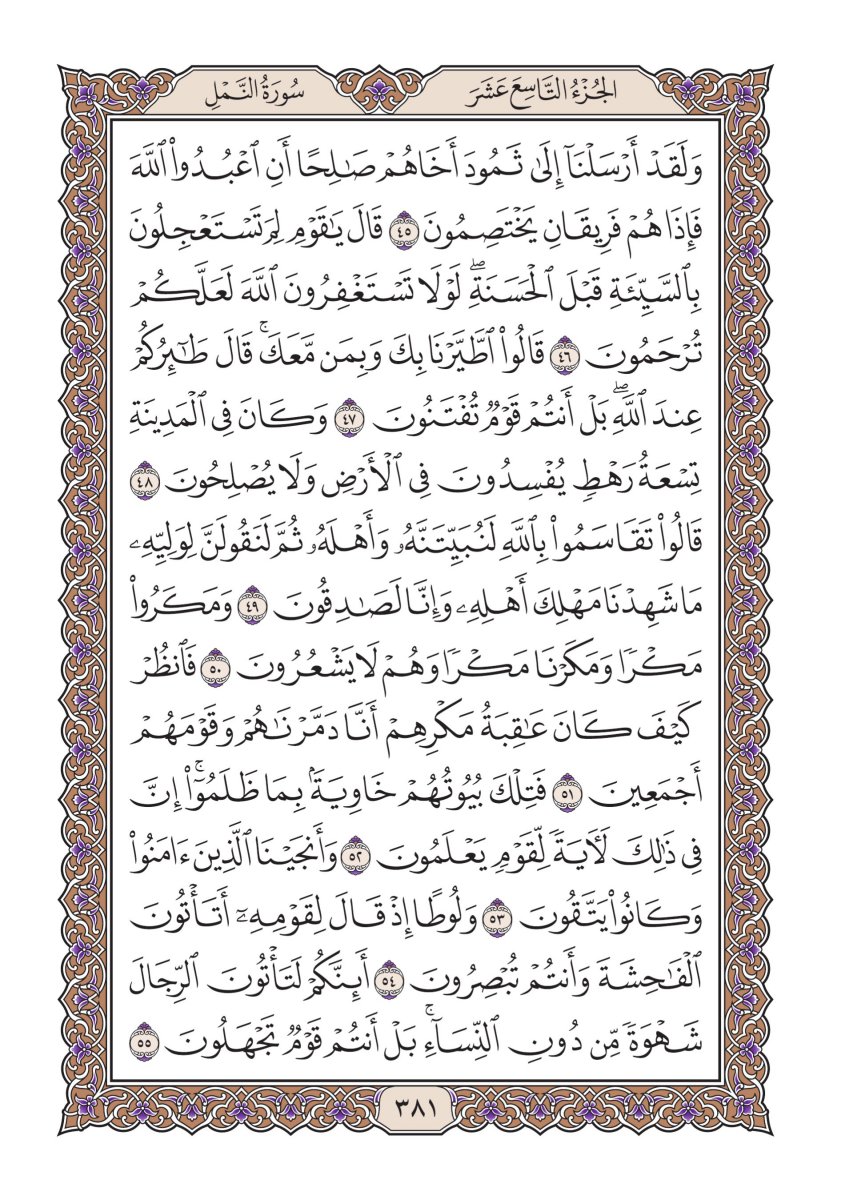 الجُزْءُ التَّاسِعَ عَشَرَ
سُورَةُ النَّمْلِ
وَلَقَدْ أَرْسَلْنَآ إِلَىٰ ثَمُودَ أَخَاهُمْ صَٰلِحًا أَنِ ٱعْبُدُواْ ٱللَّهَ
فَإِذَا هُمْ فَرِيقَانِ يَخْتَصِمُونَ ٤٥ قَالَ يَٰقَوْمِ لِمَ تَسْتَعْجِلُونَ
بِٱلسَّيِّئَةِ قَبْلَ ٱلْحَسَنَةِۖ لَوْلَا تَسْتَغْفِرُونَ ٱللَّهَ لَعَلَّكُمْ
تُرْحَمُونَ ٤٦ قَالُواْ ٱطَّيَّرْنَا بِكَ وَبِمَن مَّعَكَۚ قَالَ طَٰٓئِرُكُمْ
عِندَ ٱللَّهِۖ بَلْ أَنتُمْ قَوْمٌ تُفْتَنُونَ ٤٧ وَكَانَ فِى ٱلْمَدِينَةِ
تِسْعَةُ رَهْطٍ يُفْسِدُونَ فِى ٱلْأَرْضِ وَلَا يُصْلِحُونَ ٤٨
قَالُواْ تَقَاسَمُواْ بِٱللَّهِ لَنُبَيِّتَنَّهُۥ وَأَهْلَهُۥ ثُمَّ لَنَقُولَنَّ لِوَلِيِّهِۦ
مَا شَهِدْنَا مَهْلِكَ أَهْلِهِۦ وَإِنَّا لَصَٰدِقُونَ ٤٩ وَمَكَرُواْ
مَكْرًا وَمَكَرْنَا مَكْرًا وَهُمْ لَا يَشْعُرُونَ ٥٠ فَٱنظُرْ
كَيْفَ كَانَ عَٰقِبَةُ مَكْرِهِمْ أَنَّا دَمَّرْنَٰهُمْ وَقَوْمَهُمْ
أَجْمَعِينَ ٥١ فَتِلْكَ بُيُوتُهُمْ خَاوِيَةًۢ بِمَا ظَلَمُوٓاْۚ إِنَّ
فِى ذَٰلِكَ لَءَايَةً لِّقَوْمٍ يَعْلَمُونَ ٥٢ وَأَنجَيْنَا ٱلَّذِينَ ءَامَنُواْ
وَكَانُواْ يَتَّقُونَ ٥٣ وَلُوطًا إِذْ قَالَ لِقَوْمِهِۦٓ أَتَأْتُونَ
ٱلْفَٰحِشَةَ وَأَنتُمْ تُبْصِرُونَ ٥٤ أَئِنَّكُمْ لَتَأْتُونَ ٱلرِّجَالَ
شَهْوَةً مِّن دُونِ ٱلنِّسَآءِۚ بَلْ أَنتُمْ قَوْمٌ تَجْهَلُونَ ٥٥
٣٨١